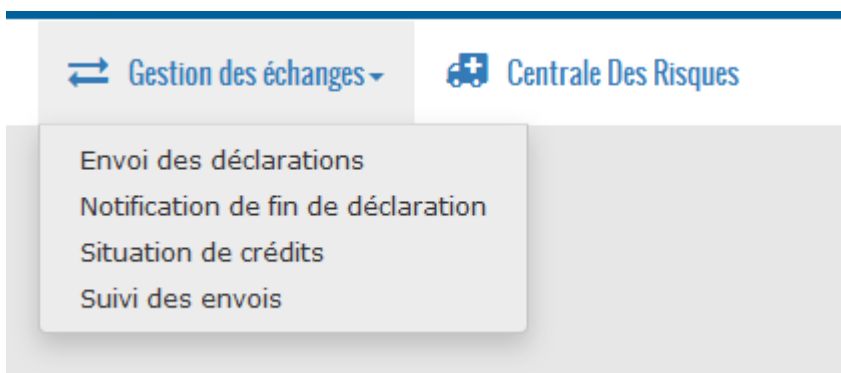 Gestion des échanges Centrale Des Risques
Envoi des déclarations
Notification de fin de déclaration
Situation de crédits
Suivi des envois